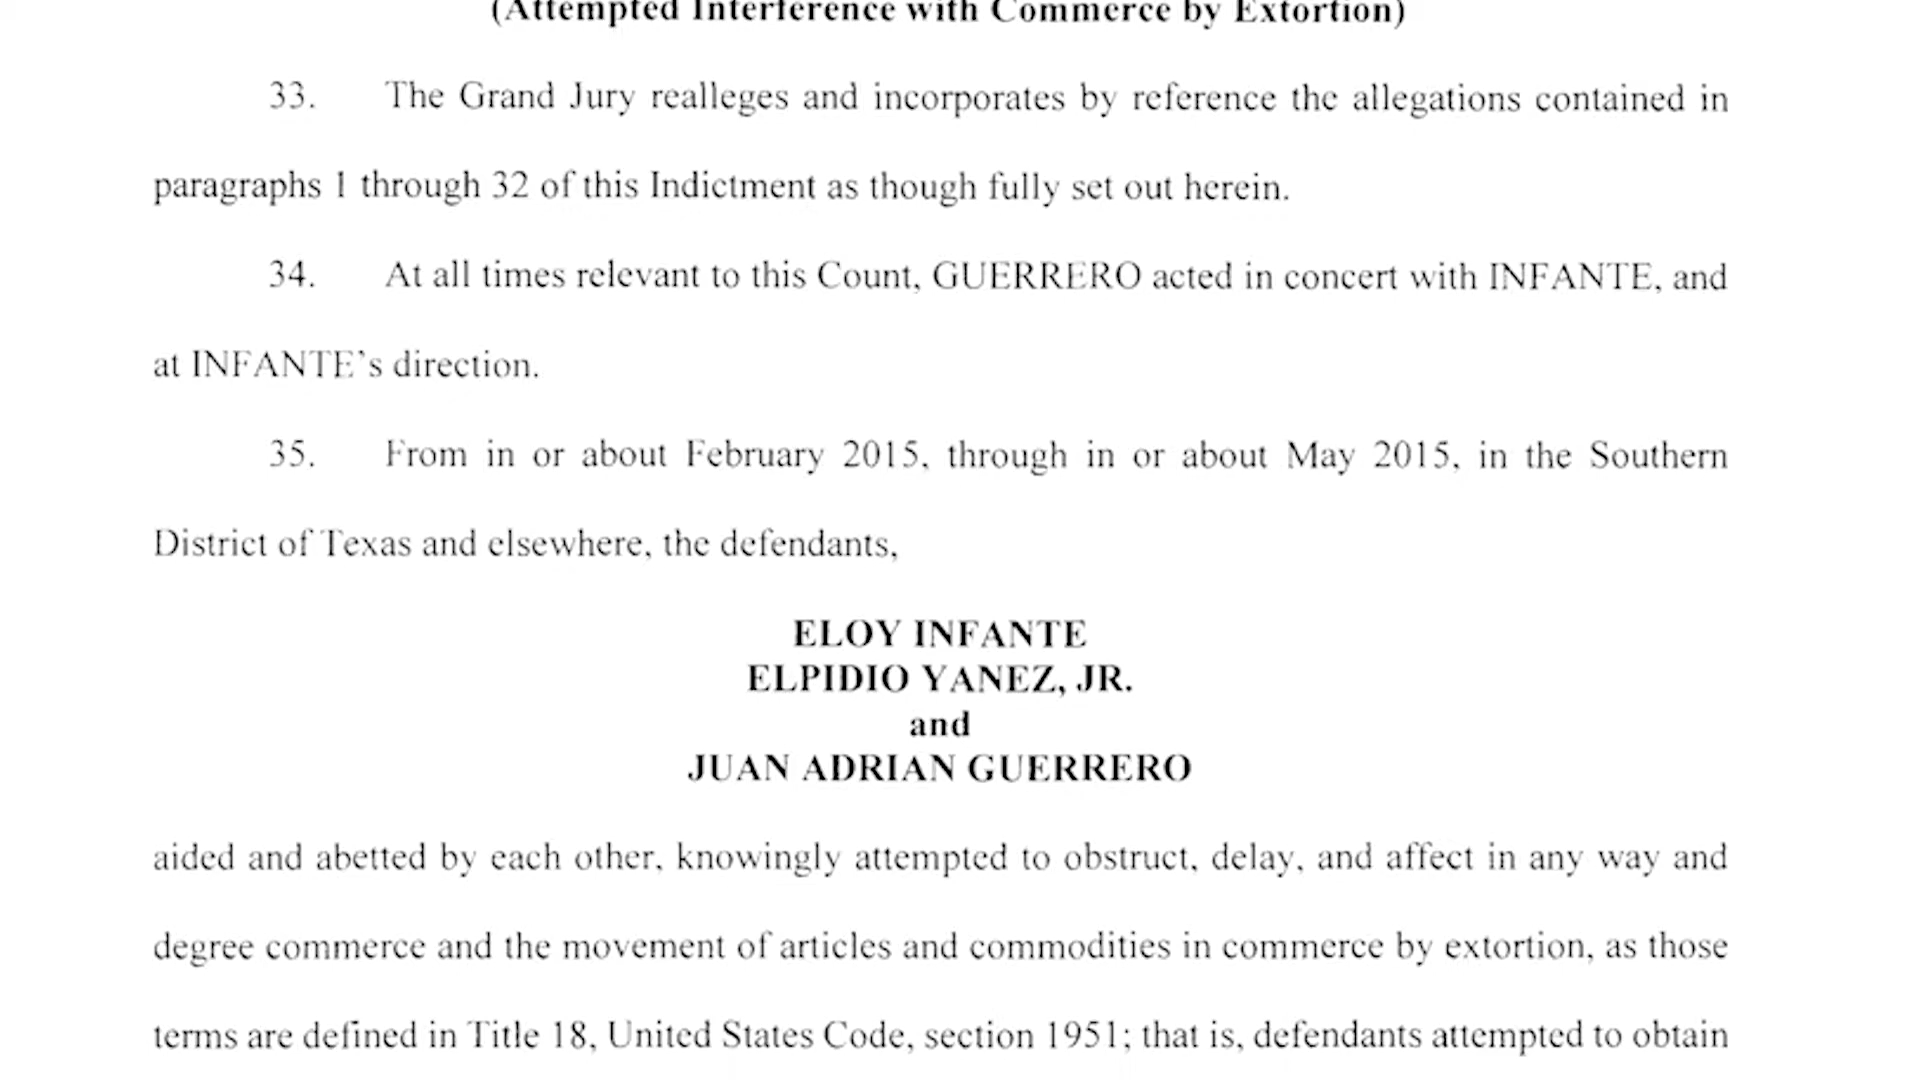 (Attempted Interference with Commerce by Extortion)
33. The Grand Jury realleges and incorporates by reference the allegations contained in
paragraphs 1 through 32 of this Indictment as though fully set out herein.
34. At all times relevant to this Count, GUERRERO acted in concert with INFANTE, and
at INFANTE’s direction.
35. From in or about February 2015, through in or about May 2015, in the Southern
District of Texas and elsewhere, the defendants,
ELOY INFANTE
ELPIDIO YANEZ, JR.
and
JUAN ADRIAN GUERRERO
aided and abetted by each other, knowingly attempted to obstruct, delay, and affect in any way and
degree commerce and the movement of articles and commodities in commerce by extortion, as those
terms are defined in Title 18, United States Code, section 1951; that is, defendants attempted to obtain